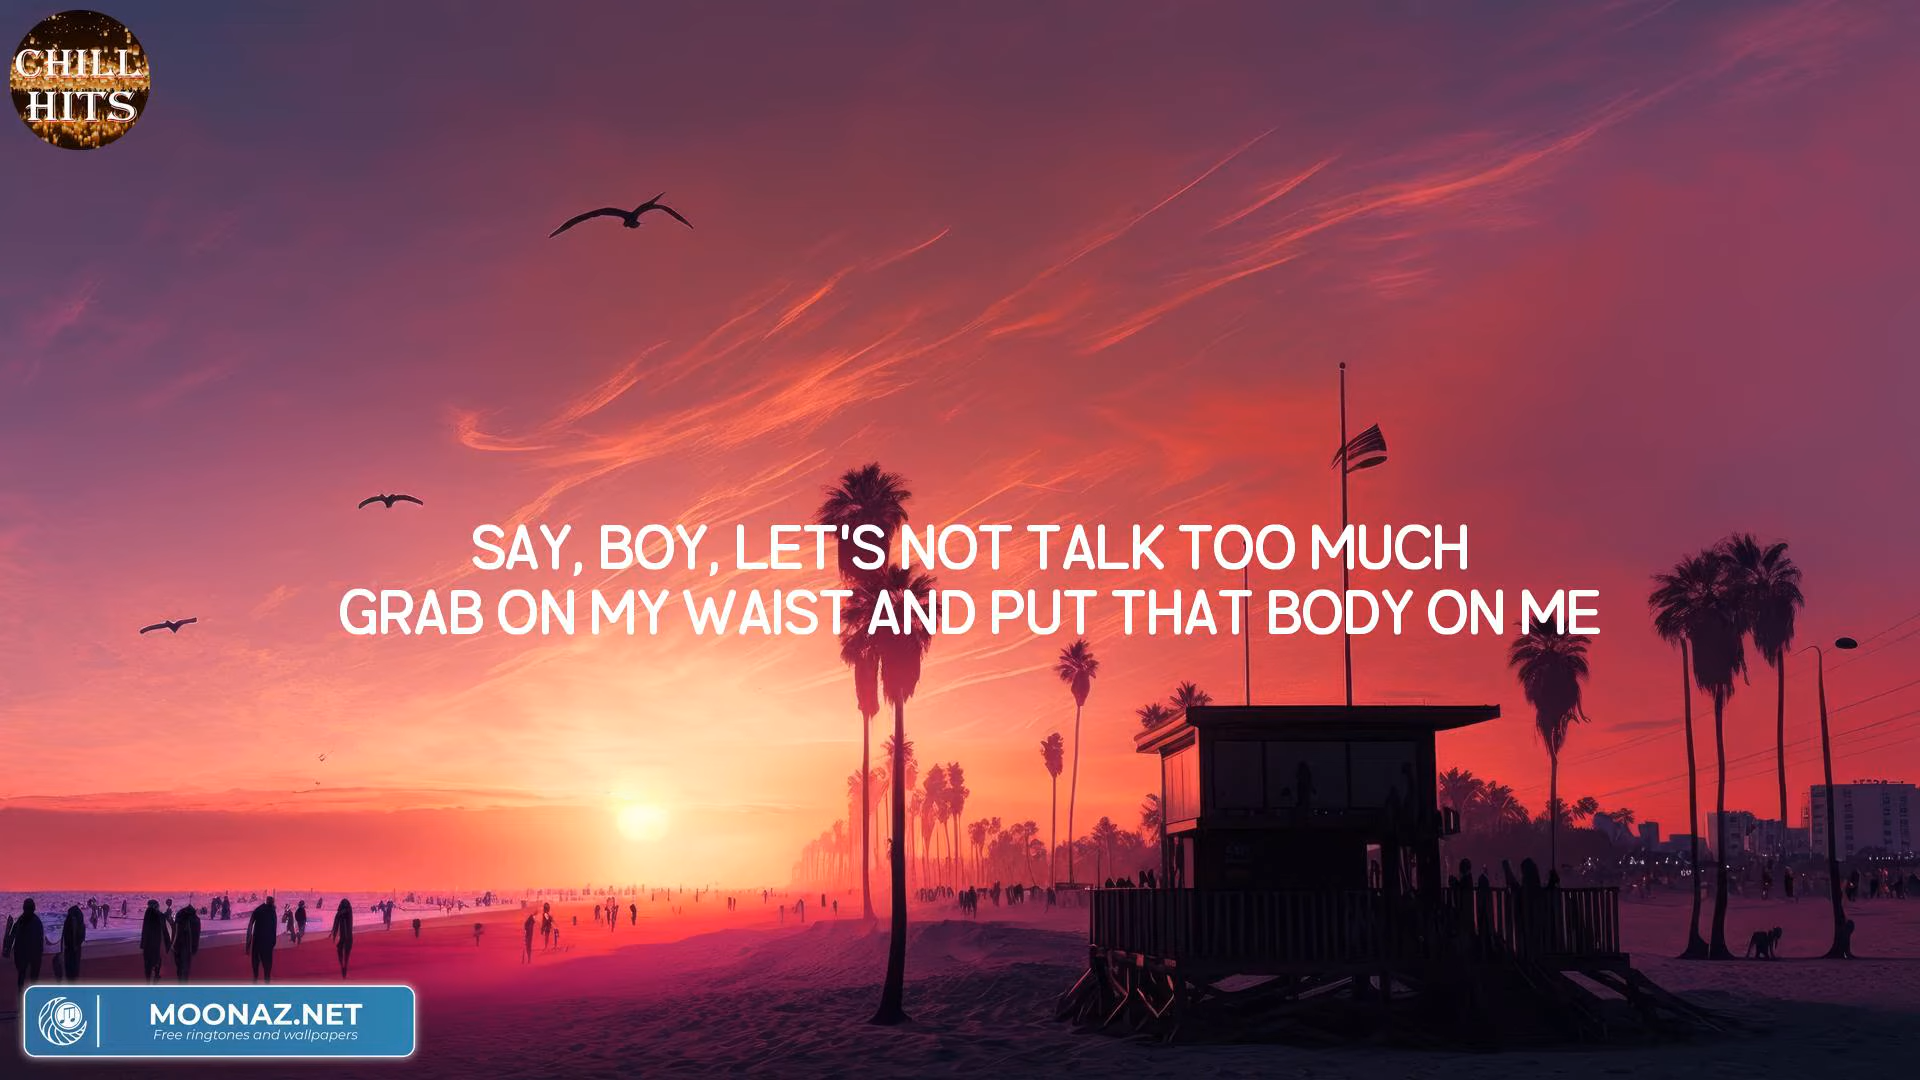 CHILL
HITS
SAY, BOY, LET'S NOT TALK TOO MUCH
GRAB ON MY WAIST AND PUT THAT BODY ON ME
MOONAZ.NET
Free ringtones and wallpapers